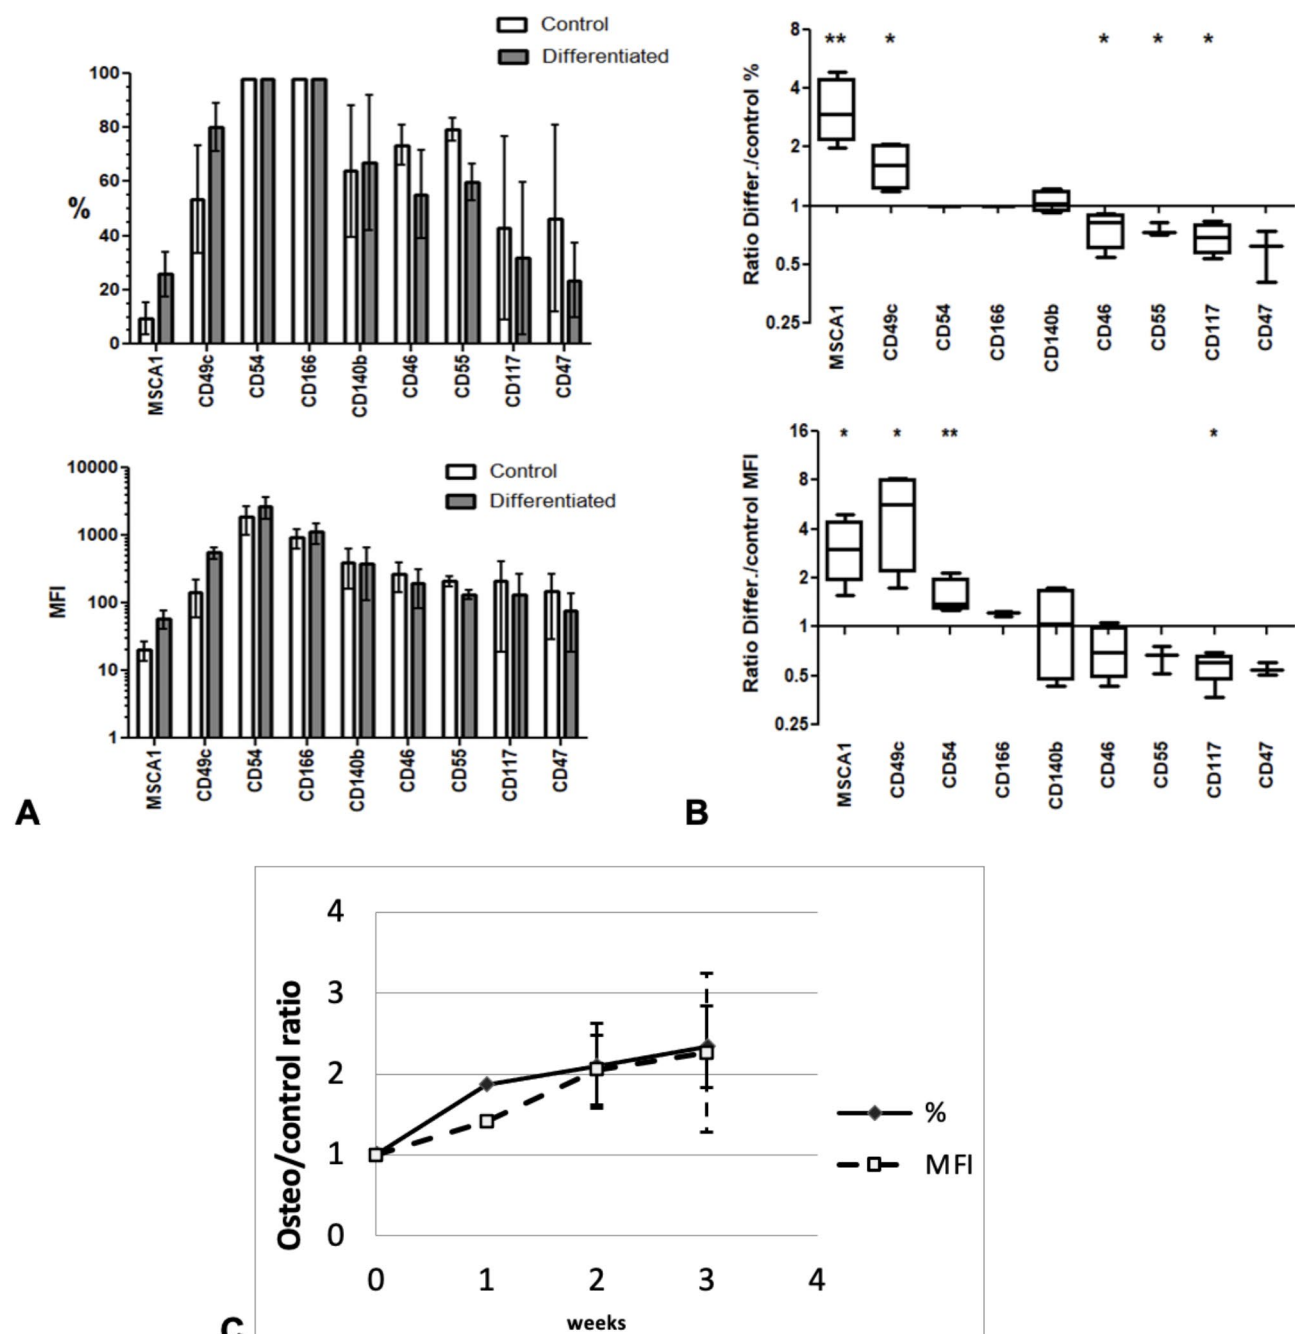 Control
Differentiated
100
80
60
40
20
0
%
MSCA1
CD49c
CD54
CD166
CD140b
CD46
CD55
CD117
CD47
8
4
2
1
0.5
0.25
Ratio Differ./control %
** * * * *
MSCA1
CD49c
CD54
CD166
CD140b
CD46
CD55
CD117
CD47
10000
1000
100
10
1
MFI
Control
Differentiated
MSCA1
CD49c
CD54
CD166
CD140b
CD46
CD55
CD117
CD47
A
16
8
4
2
1
0.5
0.25
Ratio Differ./control MFI
* * ** *
MSCA1
CD49c
CD54
CD166
CD140b
CD46
CD55
CD117
CD47
B
4
3
2
1
0
Osteo/control ratio
0 1 2 3 4
weeks
%
MFI
C